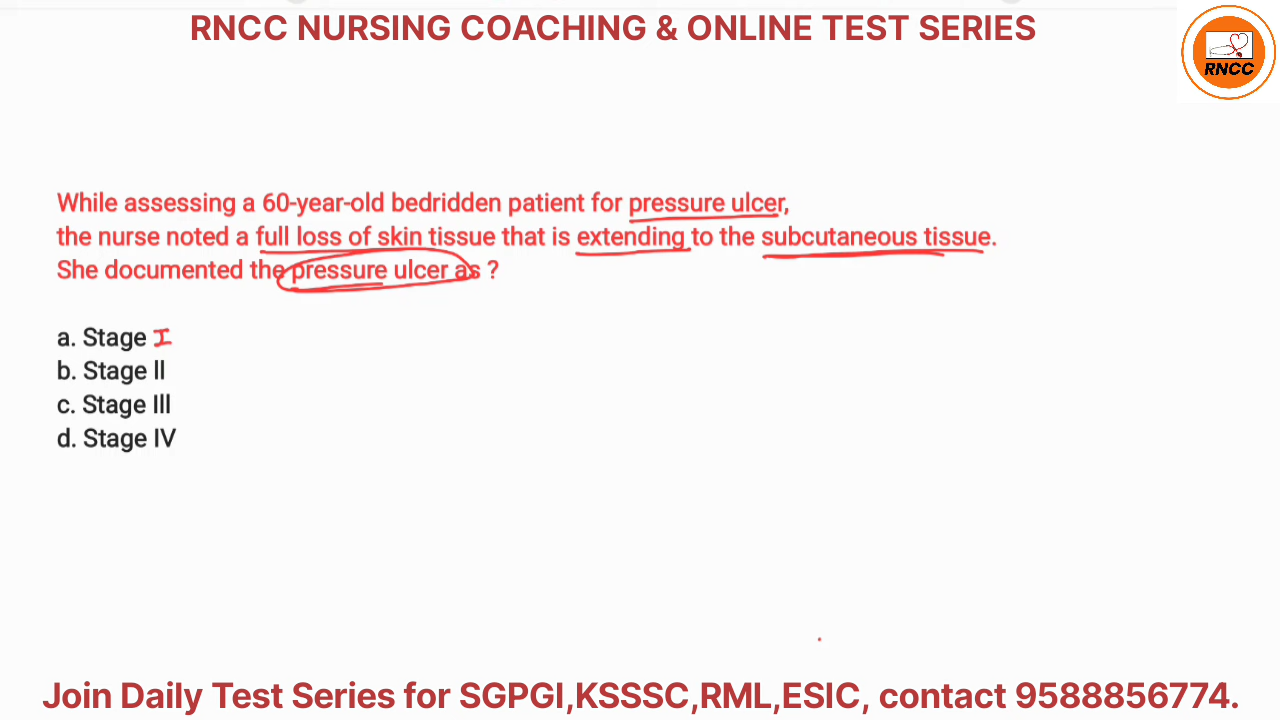 RNCC NURSING COACHING & ONLINE TEST SERIES
RNCC
While assessing a 60-year-old bedridden patient for pressure ulcer,
the nurse noted a full loss of skin tissue that is extending to the subcutaneous tissue.
She documented the pressure ulcer as ?
a. Stage I
b. Stage ll
c. Stage Ill
d. Stage IV
Join Daily Test Series for SGPGI,KSSSC,RML,ESIC, contact 9588856774.